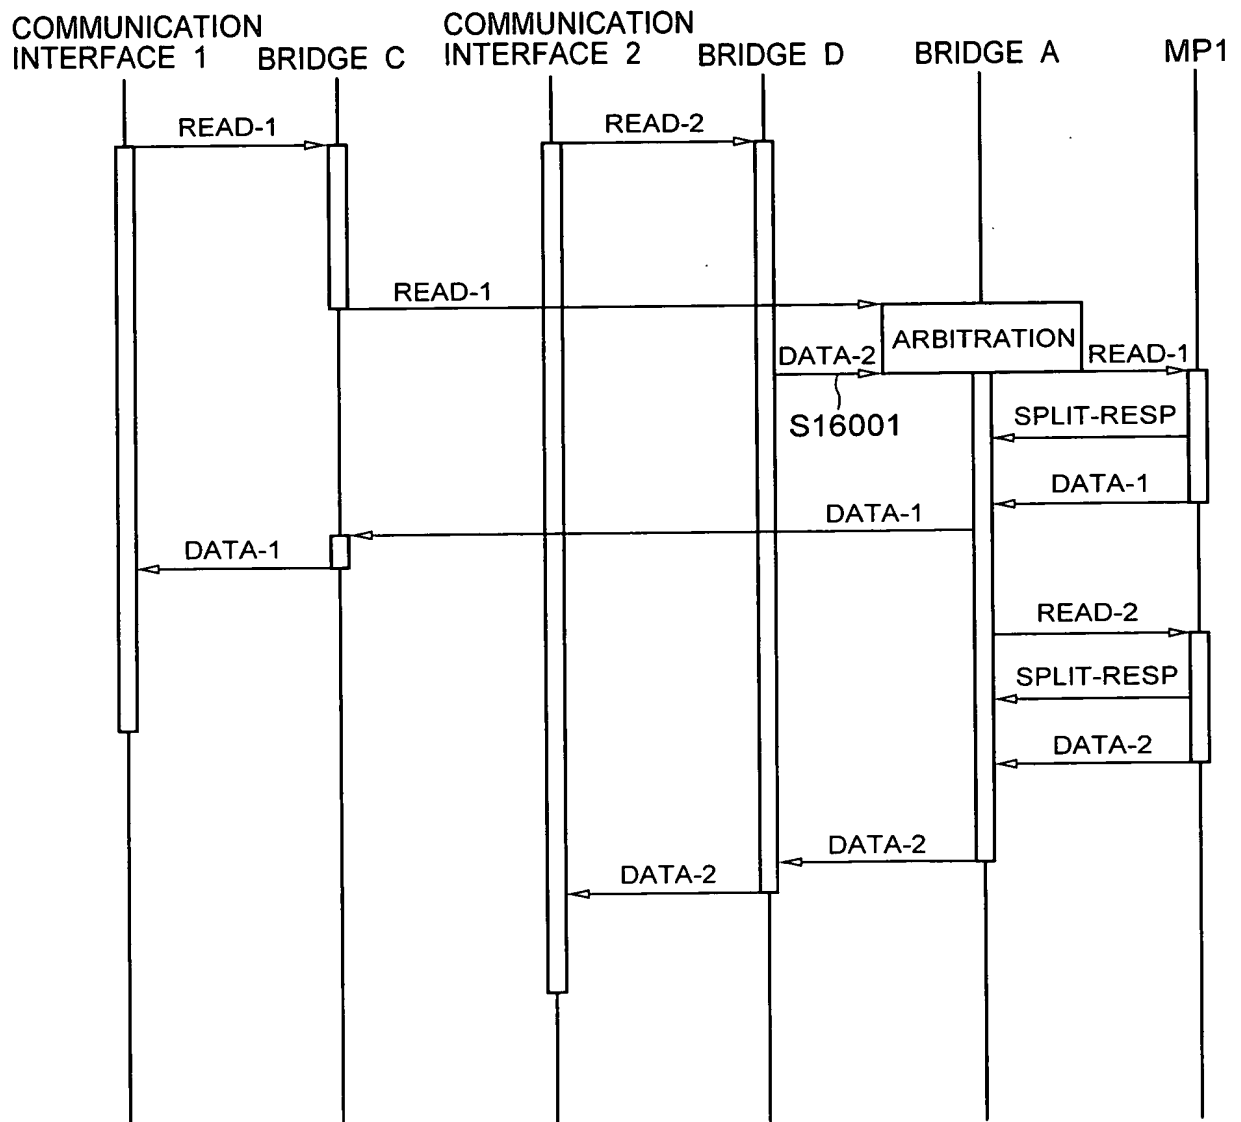 COMMUNICATION
INTERFACE 1
BRIDGE C
COMMUNICATION
INTERFACE 2
BRIDGE D
BRIDGE A
MP1
READ-1
READ-2
READ-1
ARBITRATION
DATA-2
READ-1
S16001
SPLIT-RESP
DATA-1
DATA-1
DATA-1
READ-2
SPLIT-RESP
DATA-2
DATA-2
DATA-2